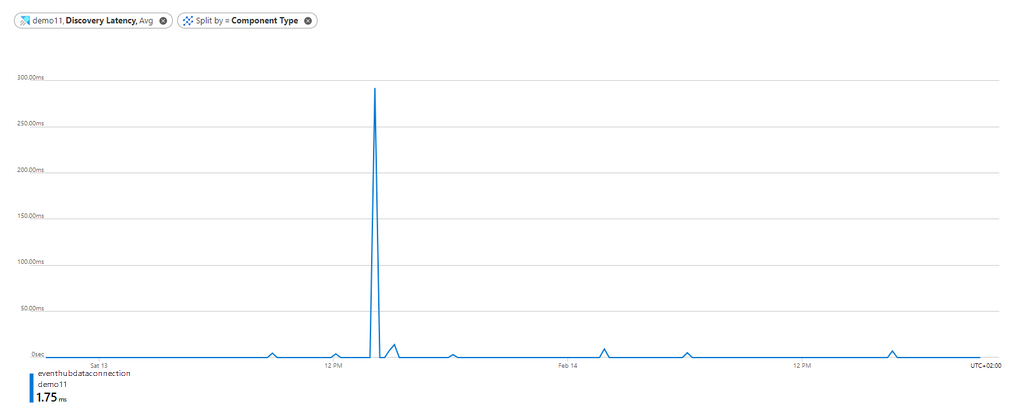 demo11, Discovery Latency, Avg
Split by = Component Type
300.00ms
250.00ms
200.00ms
150.00ms
100.00ms
50.00ms
0sec
Sat 13 12 PM Feb 14 12 PM UTC+02:00
eventhubdataconnection
demo11
1.75 ms